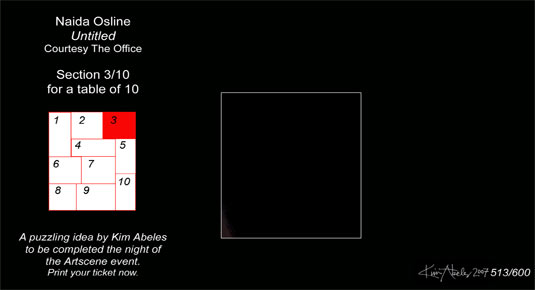 Naida Osline
Untitled
Courtesy The Office
Section 3/10
for a table of 10
1 2 3
4 5
6 7
8 9 10
A puzzling idea by Kim Abeles
to be completed the night of
the Artscene event.
Print your ticket now.
Kim Abeles 2007 513/600